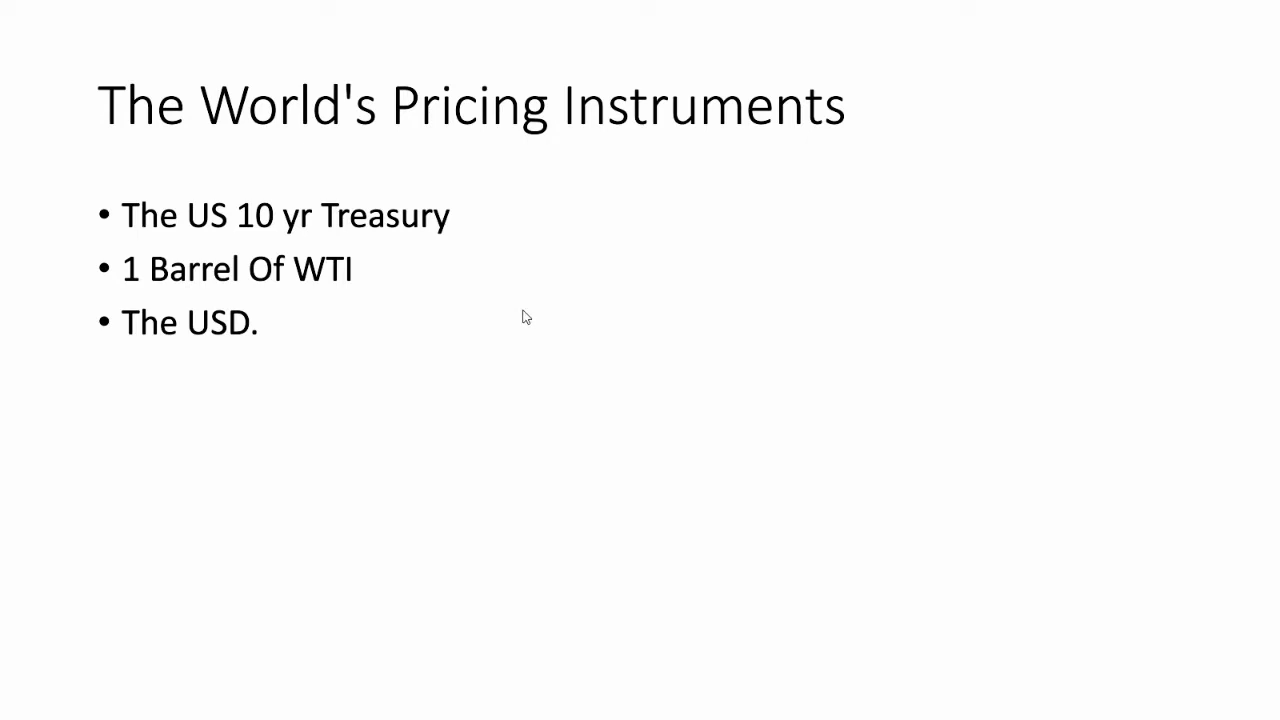 The World's Pricing Instruments
• The US 10 yr Treasury
• 1 Barrel Of WTI
• The USD.